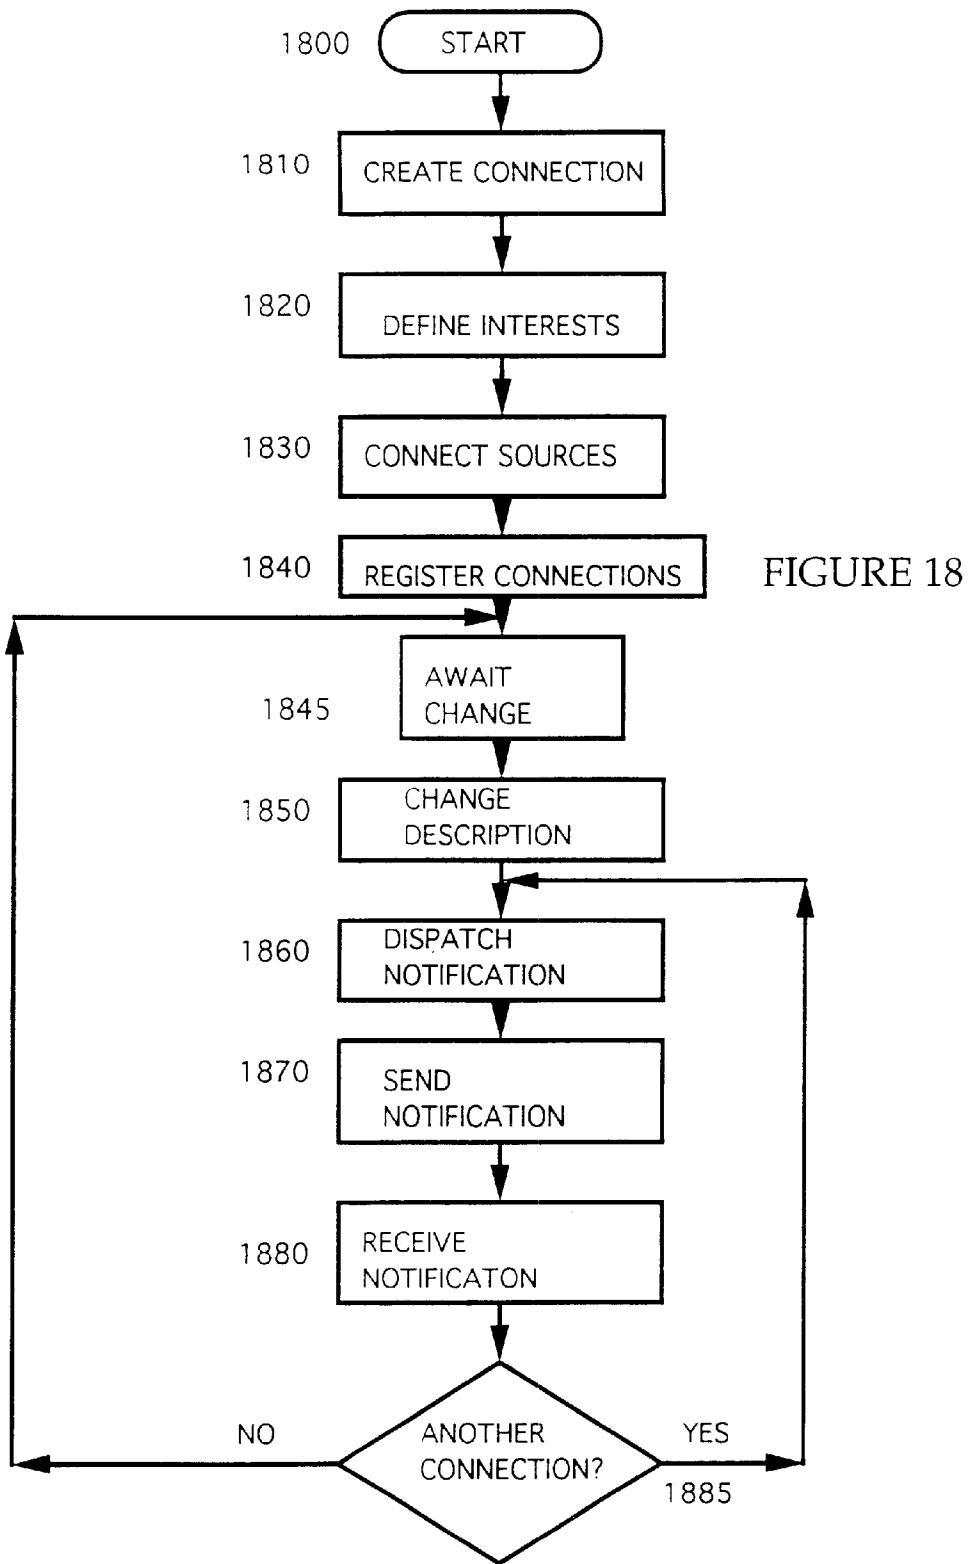 1800 START
1810 CREATE CONNECTION
1820 DEFINE INTERESTS
1830 CONNECT SOURCES
1840 REGISTER CONNECTIONS
FIGURE 18
1845 AWAIT
CHANGE
1850 CHANGE
DESCRIPTION
1860 DISPATCH
NOTIFICATION
1870 SEND
NOTIFICATION
1880 RECEIVE
NOTIFICATON
NO
ANOTHER
CONNECTION?
YES
1885